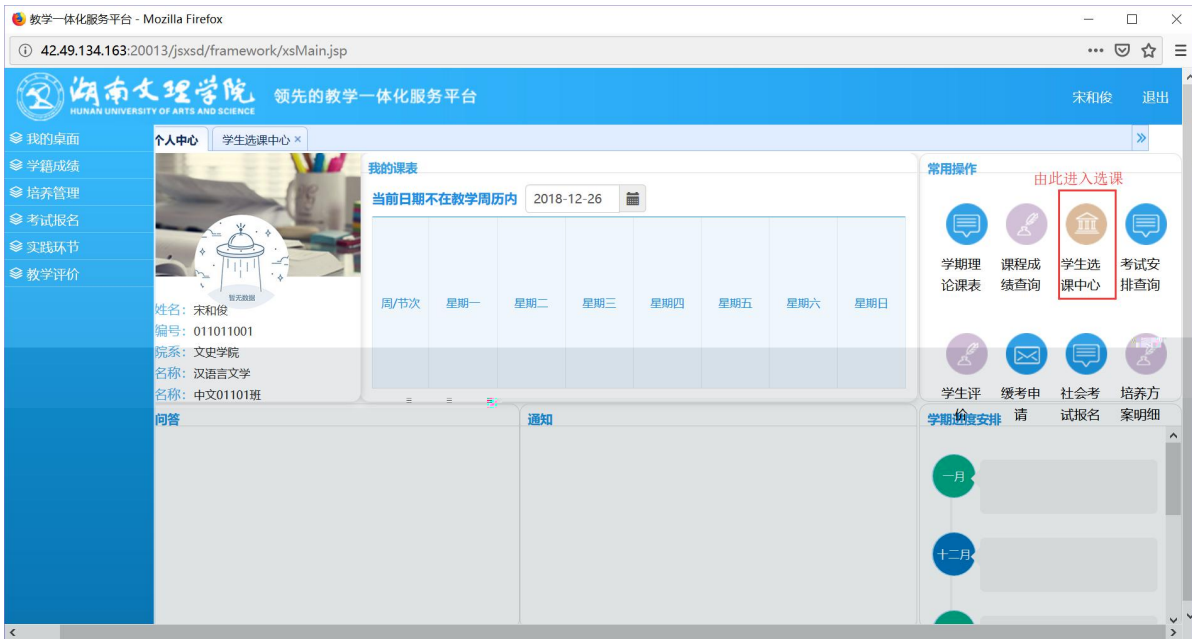 教学一体化服务平台 - Mozilla Firefox
42.49.134.163:20013/jsxsd/framework/xsMain.jsp
湖南文理学院
HUNAN UNIVERSITY OF ARTS AND SCIENCE
领先的教学一体化服务平台
宋和俊 退出
我的桌面
学籍成绩
培养管理
考试报名
实践环节
教学评价
个人中心 学生选课中心 ×
暂无数据
姓名：宋和俊
编号：011011001
院系：文史学院
名称：汉语言文学
名称：中文01101班
我的课表
当前日期不在教学周历内 2018-12-26
周/节次 星期一 星期二 星期三 星期四 星期五 星期六 星期日
常用操作
由此进入选课
学期理
论课表
课程成
绩查询
学生选
课中心
考试安
排查询
学生评
价
缓考申
请
社会考
试报名
培养方
案明细
问答
通知
学期进度安排
一月
十二月